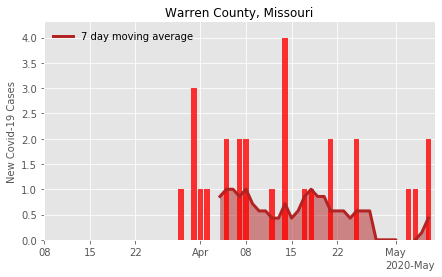 Warren County, Missouri
7 day moving average
New Covid-19 Cases
4.0
3.5
3.0
2.5
2.0
1.5
1.0
0.5
0.0
08 15 22 Apr 08 15 22 May
2020-May